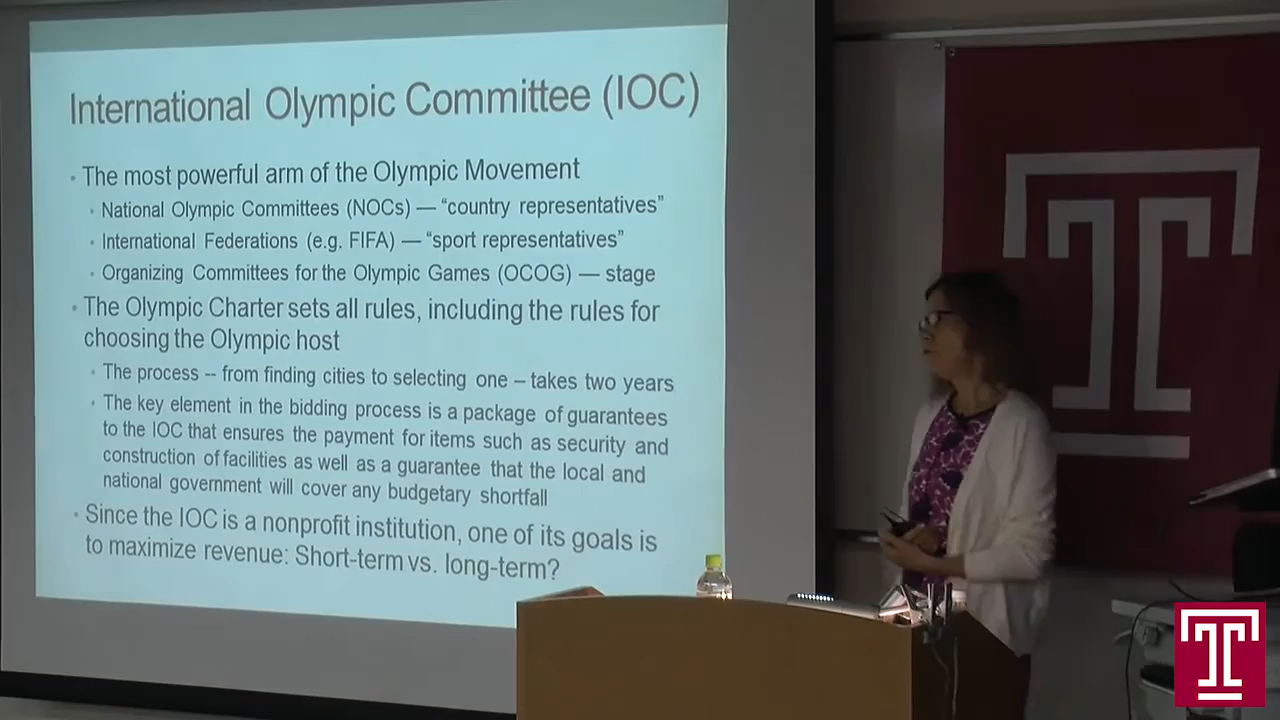 International Olympic Committee (IOC)
• The most powerful arm of the Olympic Movement
• National Olympic Committees (NOCs) — “country representatives”
• International Federations (e.g. FIFA) — “sport representatives”
• Organizing Committees for the Olympic Games (OCOG) — stage
• The Olympic Charter sets all rules, including the rules for
choosing the Olympic host
• The process -- from finding cities to selecting one – takes two years
• The key element in the bidding process is a package of guarantees
to the IOC that ensures the payment for items such as security and
construction of facilities as well as a guarantee that the local and
national government will cover any budgetary shortfall
• Since the IOC is a nonprofit institution, one of its goals is
to maximize revenue: Short-term vs. long-term?
T
T